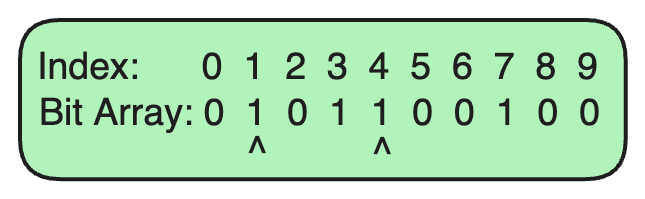 Index: 0 1 2 3 4 5 6 7 8 9
Bit Array: 0 1 0 1 1 0 0 1 0 0
^ ^